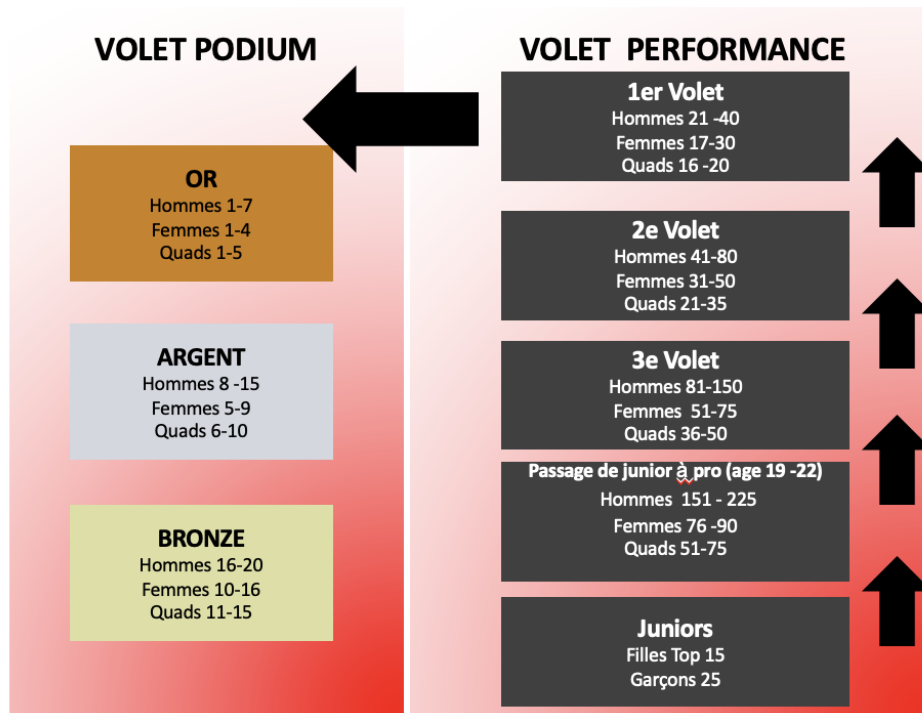 VOLET PODIUM
OR
Hommes 1-7
Femmes 1-4
Quads 1-5
ARGENT
Hommes 8 -15
Femmes 5-9
Quads 6-10
BRONZE
Hommes 16-20
Femmes 10-16
Quads 11-15
VOLET PERFORMANCE
1er Volet
Hommes 21 -40
Femmes 17-30
Quads 16 -20
2e Volet
Hommes 41-80
Femmes 31-50
Quads 21-35
3e Volet
Hommes 81-150
Femmes 51-75
Quads 36-50
Passage de junior à pro (age 19 -22)
Hommes 151 - 225
Femmes 76 -90
Quads 51-75
Juniors
Filles Top 15
Garçons 25